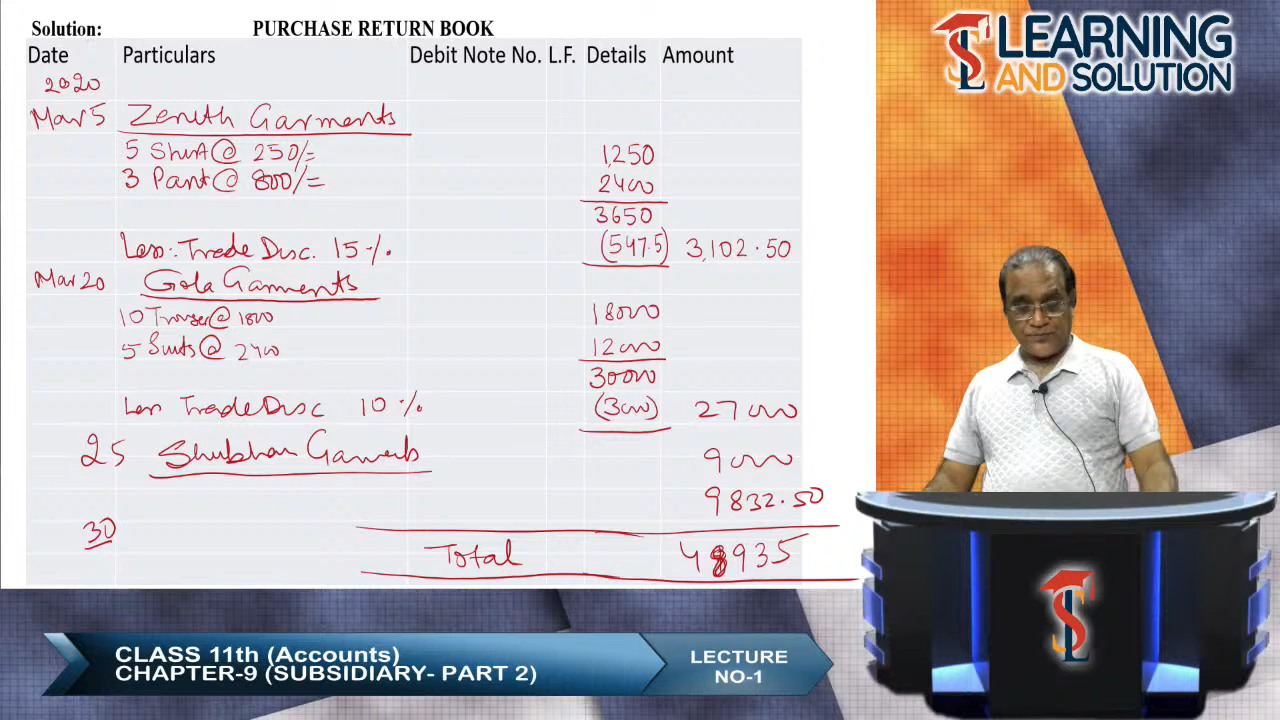 Solution: PURCHASE RETURN BOOK
Date Particulars Debit Note No. L.F. Details Amount
2020
Mar 5 Zenith Garments
5 Shirt @ 250/= 1,250
3 Pant @ 800/= 2400
3650
Less: Trade Disc. 15 %. (547.5) 3,102.50
Mar 20 Gola Garments
10 Trouser @ 1800 18000
5 Suits @ 2400 12000
30000
Less Trade Disc 10 % (3000) 27000
25 Shubham Garments 9000
9832.50
30
Total 48935
LEARNING
AND SOLUTION
CLASS 11th (Accounts)
CHAPTER-9 (SUBSIDIARY- PART 2)
LECTURE
NO-1